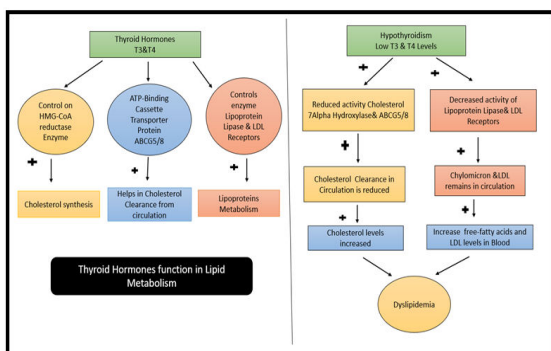 Thyroid Hormones
T3&T4
Control on
HMG-CoA
reductase
Enzyme
ATP-Binding
Cassette
Transporter
Protein
ABCG5/8
Controls
enzyme
Lipoprotein
Lipase & LDL
Receptors
+
+
+
Cholesterol synthesis
Helps in Cholesterol
Clearance from
circulation
Lipoproteins
Metabolism
Thyroid Hormones function in Lipid
Metabolism
Hypothyroidism
Low T3 & T4 Levels
+
+
Reduced activity Cholesterol
7Alpha Hydroxylase& ABCG5/8
Decreased activity of
Lipoprotein Lipase& LDL
Receptors
+
+
Cholesterol Clearance in
Circulation is reduced
Chylomicron &LDL
remains in circulation
+
+
Cholesterol levels
increased
Increase free-fatty acids and
LDL levels in Blood
Dyslipidemia